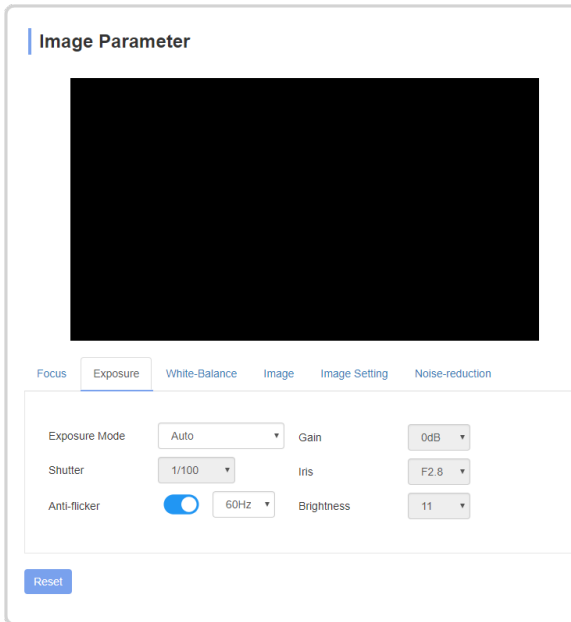 Image Parameter
Focus Exposure White-Balance Image Image Setting Noise-reduction
Exposure Mode Auto Gain 0dB
Shutter 1/100 Iris F2.8
Anti-flicker 60Hz Brightness 11
Reset